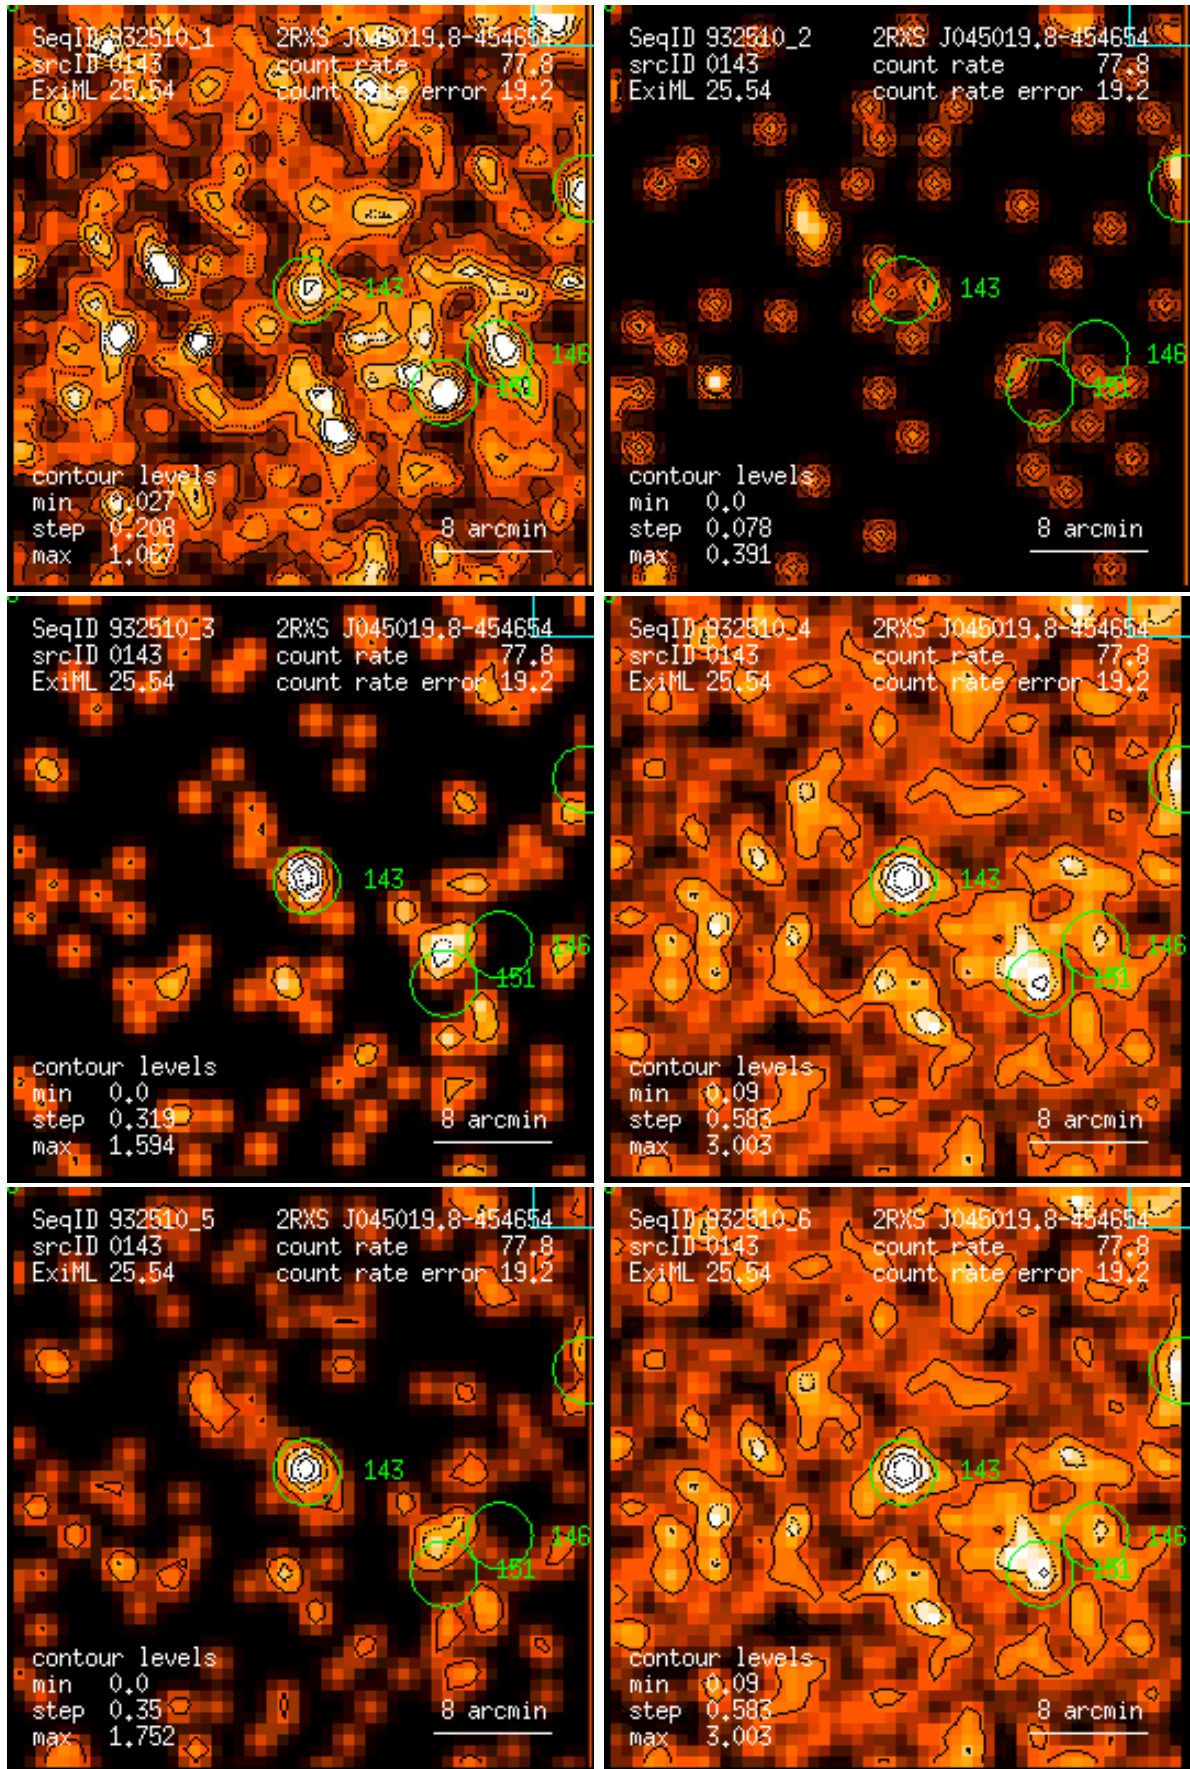 SeqID 932510_1 2RXS J045019.8-454654
srcID 0143 count rate 77.8
ExiML 25.54 count rate error 19.2
143
146
151
contour levels
min 0.027
step 0.208
max 1.067
8 arcmin
SeqID 932510_2 2RXS J045019.8-454654
srcID 0143 count rate 77.8
ExiML 25.54 count rate error 19.2
143
146
151
contour levels
min 0.0
step 0.078
max 0.391
8 arcmin
SeqID 932510_3 2RXS J045019.8-454654
srcID 0143 count rate 77.8
ExiML 25.54 count rate error 19.2
143
146
151
contour levels
min 0.0
step 0.319
max 1.594
8 arcmin
SeqID 932510_4 2RXS J045019.8-454654
srcID 0143 count rate 77.8
ExiML 25.54 count rate error 19.2
143
146
151
contour levels
min 0.09
step 0.583
max 3.003
8 arcmin
SeqID 932510_5 2RXS J045019.8-454654
srcID 0143 count rate 77.8
ExiML 25.54 count rate error 19.2
143
146
151
contour levels
min 0.0
step 0.35
max 1.752
8 arcmin
SeqID 932510_6 2RXS J045019.8-454654
srcID 0143 count rate 77.8
ExiML 25.54 count rate error 19.2
143
146
151
contour levels
min 0.09
step 0.583
max 3.003
8 arcmin